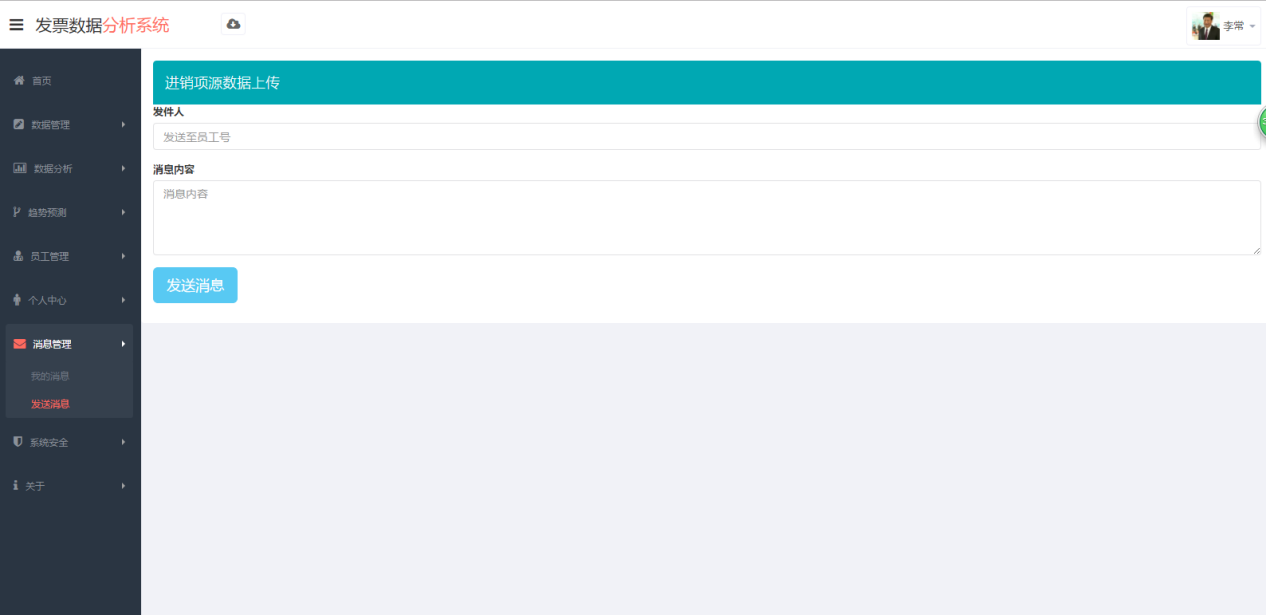 发票数据分析系统
李常
首页
数据管理
数据分析
趋势预测
员工管理
个人中心
消息管理
我的消息
发送消息
系统安全
关于
进销项源数据上传
发件人
发送至员工号
消息内容
消息内容
发送消息